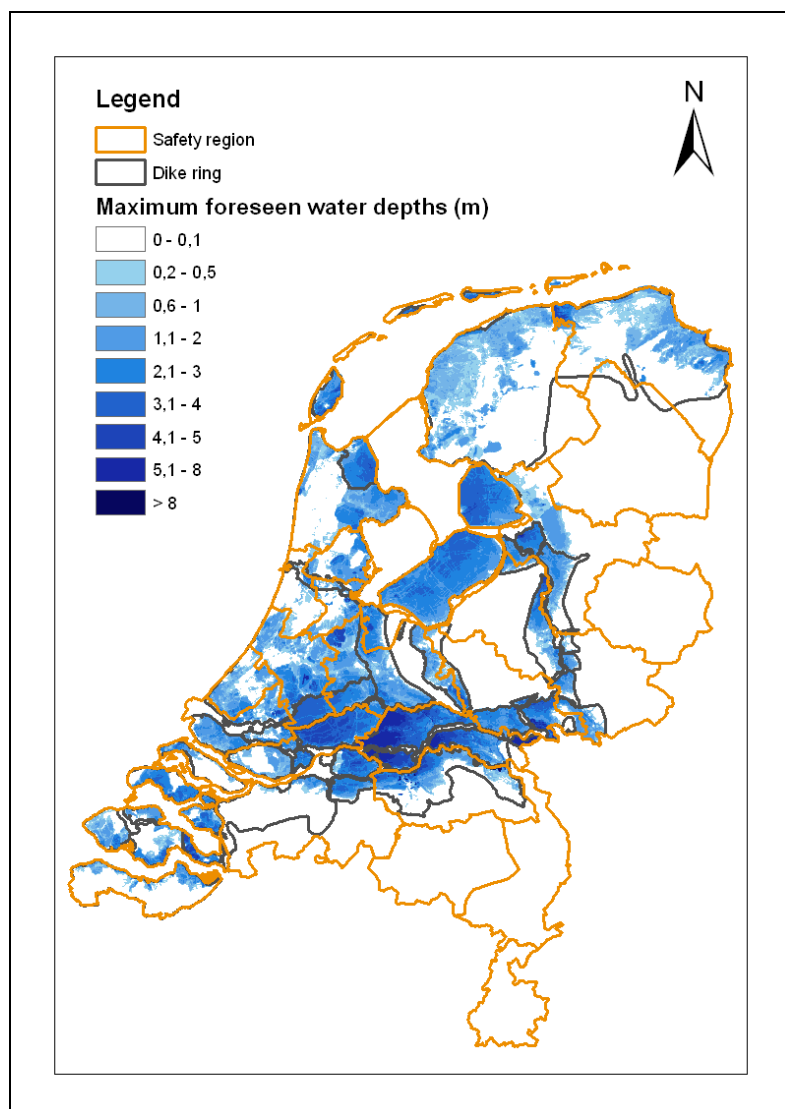 Legend
N
Safety region
Dike ring
Maximum foreseen water depths (m)
0 - 0,1
0,2 - 0,5
0,6 - 1
1,1 - 2
2,1 - 3
3,1 - 4
4,1 - 5
5,1 - 8
> 8